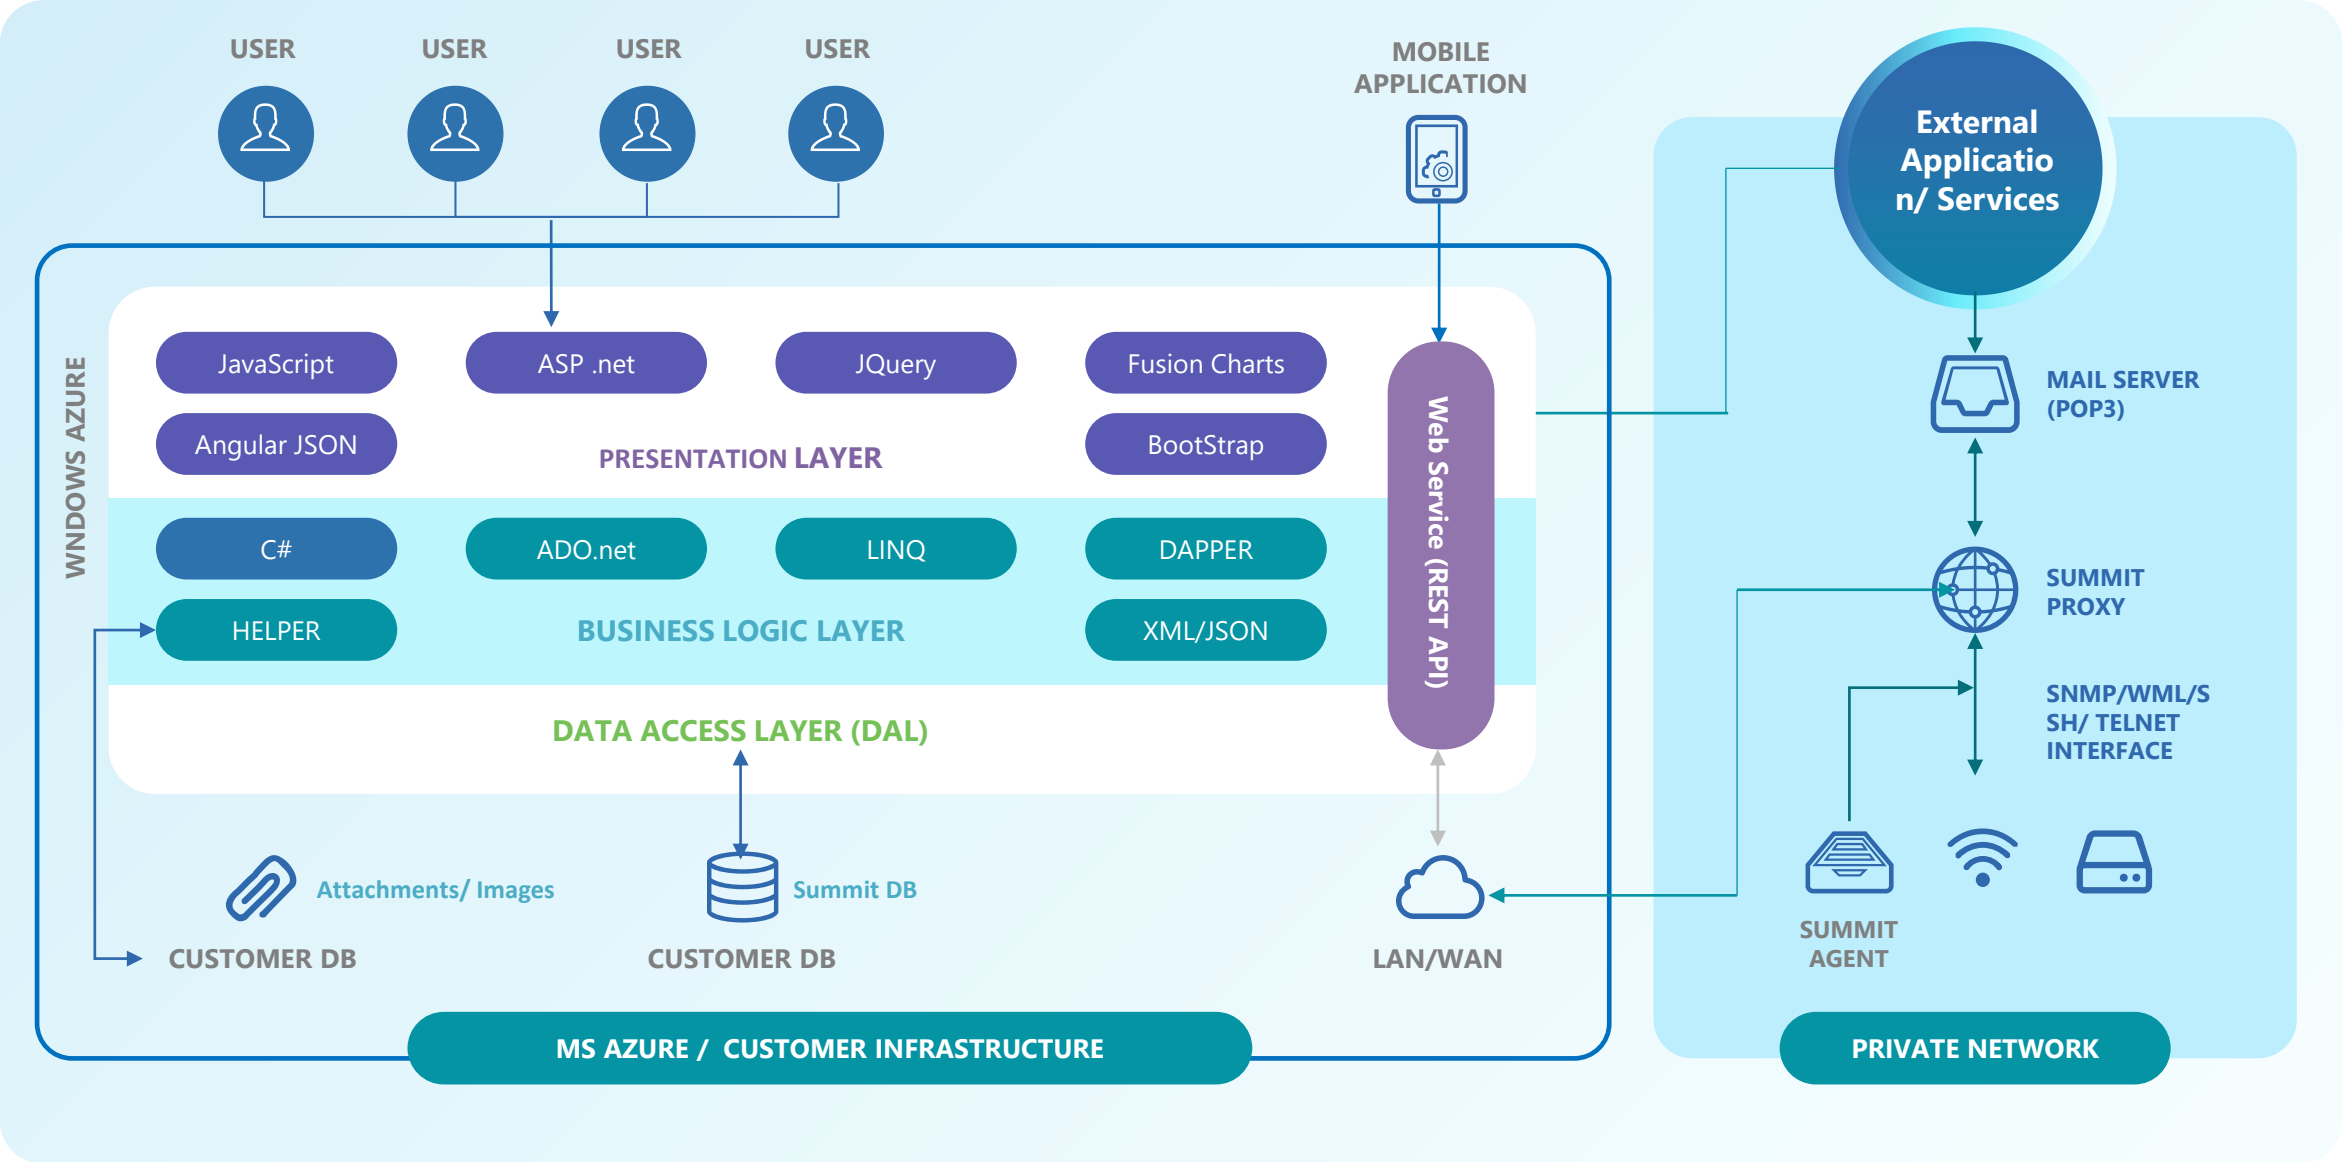 USER
USER
USER
USER
MOBILE
APPLICATION
External
Applicatio
n/ Services
WNDOWS AZURE
JavaScript
ASP .net
JQuery
Fusion Charts
Angular JSON
PRESENTATION LAYER
BootStrap
Web Service (REST API)
C#
ADO.net
LINQ
DAPPER
HELPER
BUSINESS LOGIC LAYER
XML/JSON
DATA ACCESS LAYER (DAL)
Attachments/ Images
CUSTOMER DB
Summit DB
CUSTOMER DB
LAN/WAN
MS AZURE / CUSTOMER INFRASTRUCTURE
MAIL SERVER
(POP3)
SUMMIT
PROXY
SNMP/WML/S
SH/ TELNET
INTERFACE
SUMMIT
AGENT
PRIVATE NETWORK